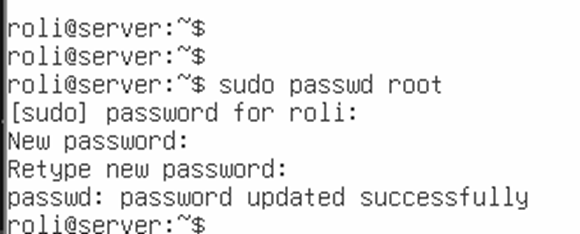 roli@server:~$
roli@server:~$
roli@server:~$ sudo passwd root
[sudo] password for roli:
New password:
Retype new password:
passwd: password updated successfully
roli@server:~$